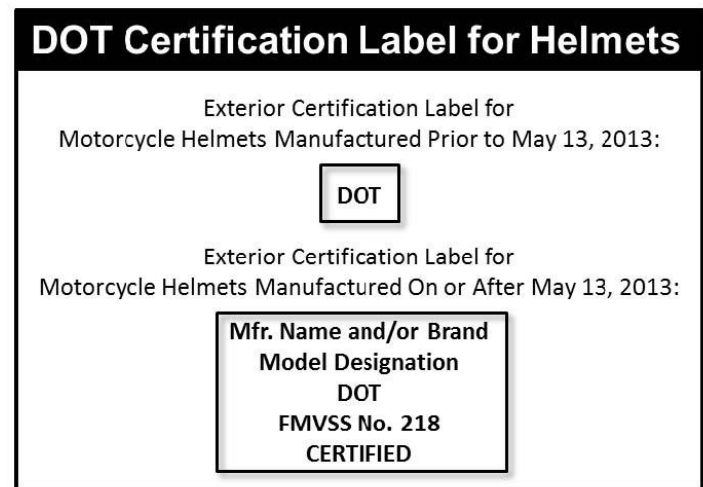 DOT Certification Label for Helmets
Exterior Certification Label for
Motorcycle Helmets Manufactured Prior to May 13, 2013:
DOT
Exterior Certification Label for
Motorcycle Helmets Manufactured On or After May 13, 2013:
Mfr. Name and/or Brand
Model Designation
DOT
FMVSS No. 218
CERTIFIED